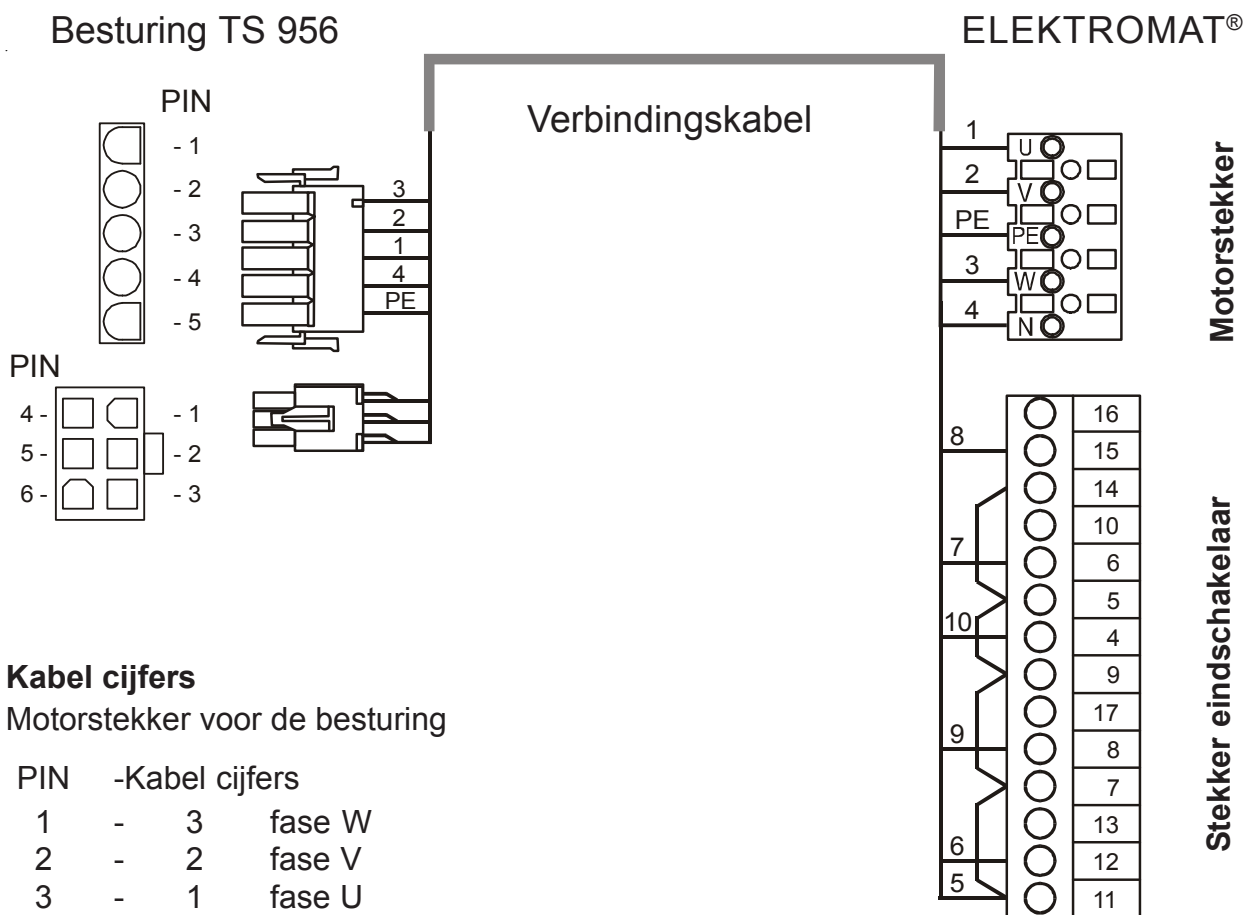 Besturing TS 956
ELEKTROMAT®
Verbindingskabel
PIN
- 1
- 2
- 3
- 4
- 5
3
2
1
4
PE
PIN
4 -
5 -
6 -
- 1
- 2
- 3
1
2
PE
3
4
U
V
PE
W
N
Motorstekker
8
7
10
9
6
5
16
15
14
10
6
5
4
9
17
8
7
13
12
11
Stekker eindschakelaar
Kabel cijfers
Motorstekker voor de besturing
PIN -Kabel cijfers
1 - 3 fase W
2 - 2 fase V
3 - 1 fase U